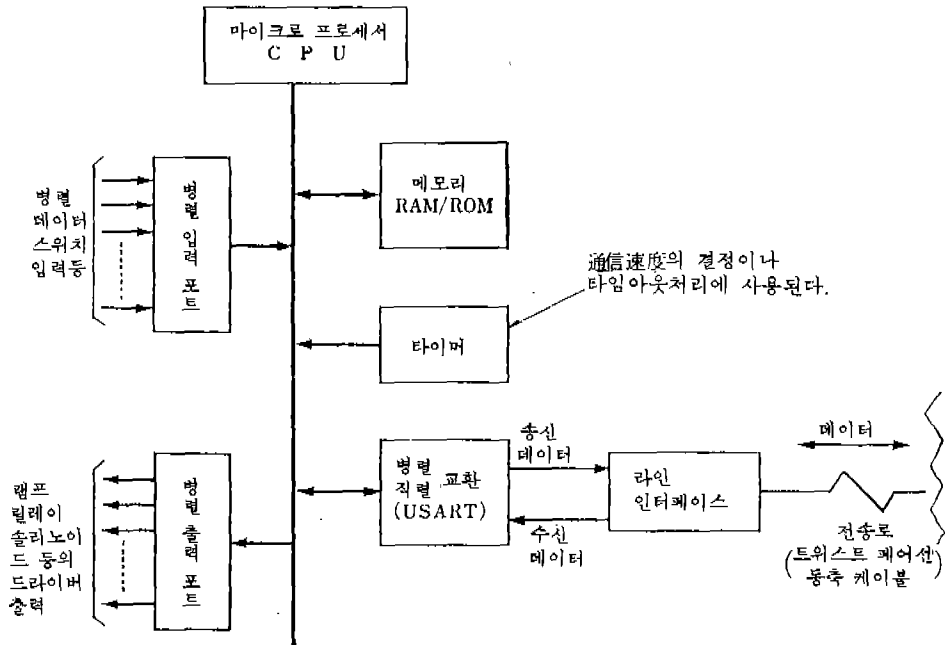 마이크로 프로세서
C P U
병렬
데이터
스위치
입력등
병렬 입력 포트
메모리
RAM/ROM
通信速度의 결정이나
타임아웃처리에 사용된다.
타이머
램프
릴레이
솔리노이
드 등의
드라이버
출력
병렬 출력 포트
병렬
직렬 교환
(USART)
송신
데이터
수신
데이터
라인
인터페이스
데이터
전송로
(트위스트 페어선
동축 케이블)